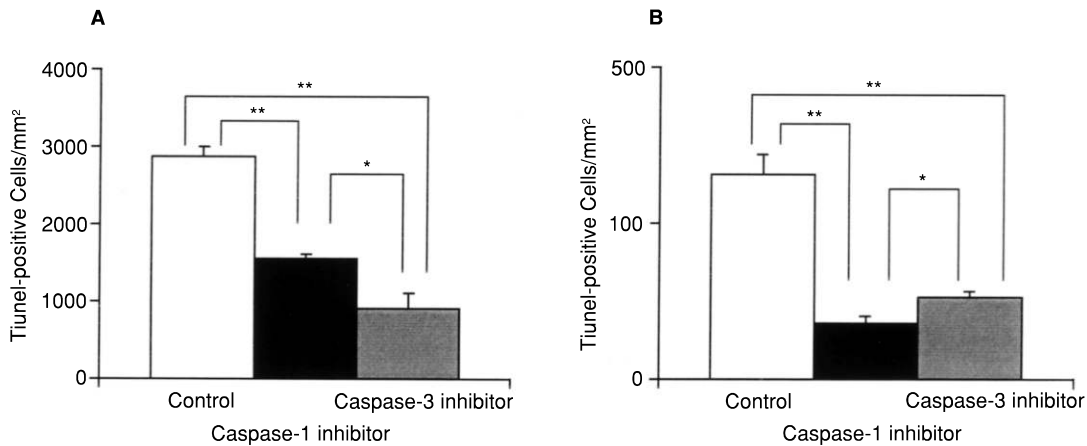 A
Tiunel-positive Cells/mm²
4000
3000
2000
1000
0
**
**
*
Control
Caspase-3 inhibitor
Caspase-1 inhibitor
B
Tiunel-positive Cells/mm²
500
100
0
**
**
*
Control
Caspase-3 inhibitor
Caspase-1 inhibitor